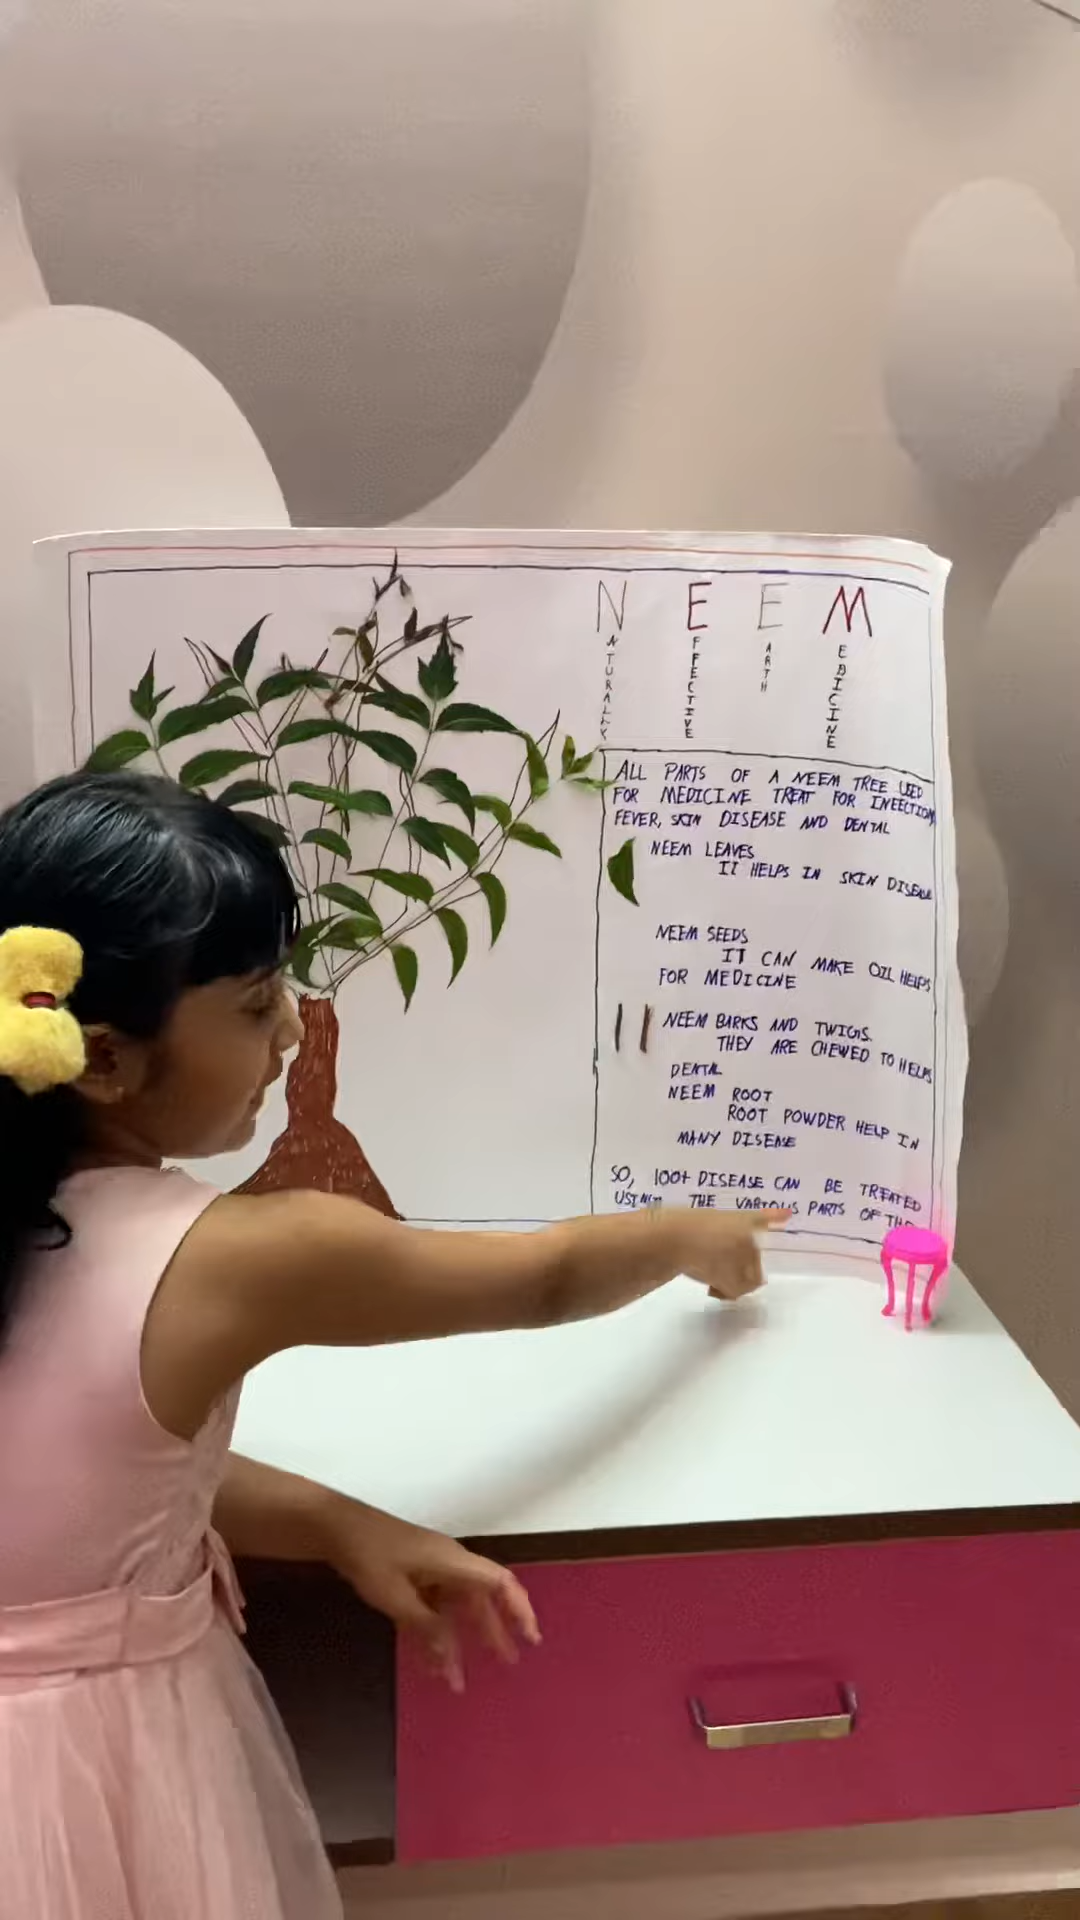 NEEM
NATURALLY
EFFECTIVE
EARTH
MEDICINE
ALL PARTS OF A NEEM TREE USED
FOR MEDICINE TREAT FOR INEECTION,
FEVER, SKIN DISEASE AND DENTAL
NEEM LEAVES
IT HELPS IN SKIN DISEASE
NEEM SEEDS
IT CAN MAKE OIL HELPS
FOR MEDICINE
NEEM BARKS AND TWIGS.
THEY ARE CHEWED TO HELPS
DENTAL
NEEM ROOT
ROOT POWDER HELP IN
MANY DISEASE
SO, 100+ DISEASE CAN BE TREATED
USING THE VARIOUS PARTS OF THE